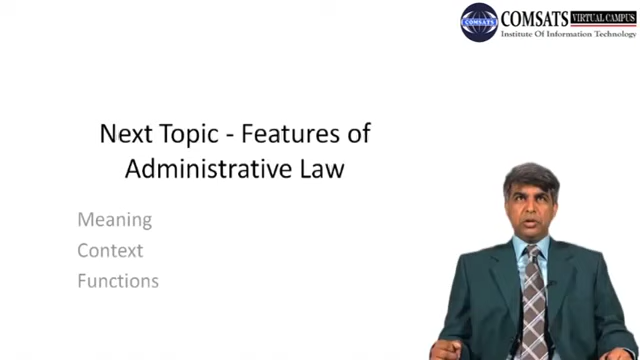 COMSATS
COMSATS VIRTUAL CAMPUS
Institute Of Information Technology
Next Topic - Features of
Administrative Law
Meaning
Context
Functions